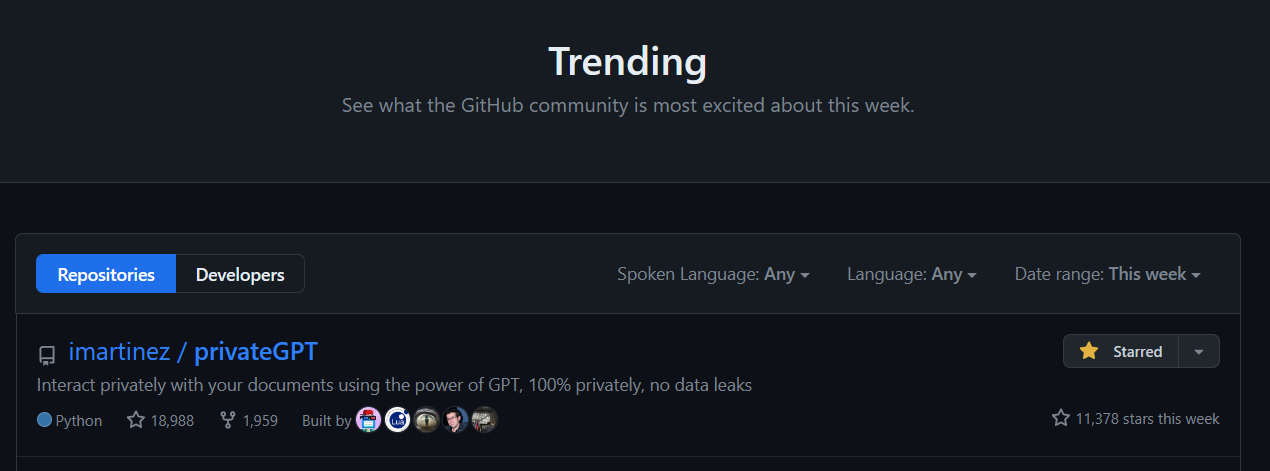 Trending
See what the GitHub community is most excited about this week.
Repositories Developers Spoken Language: Any Language: Any Date range: This week
imartinez / privateGPT Starred
Interact privately with your documents using the power of GPT, 100% privately, no data leaks
Python 18,988 1,959 Built by Lua 11,378 stars this week